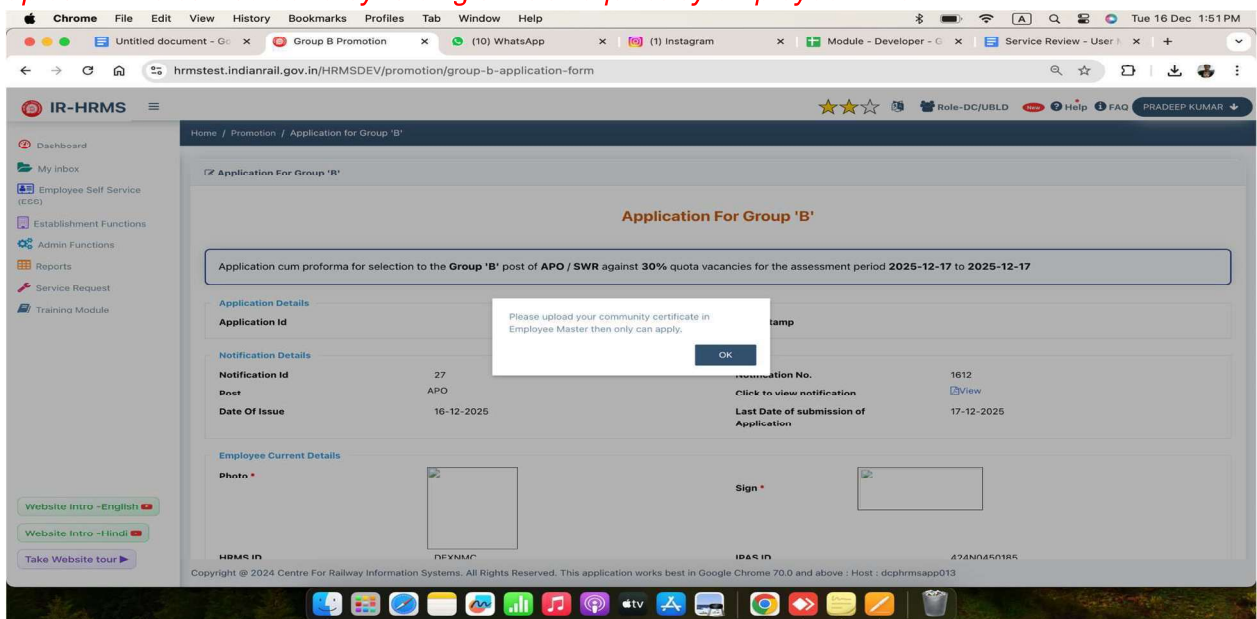 Chrome File Edit View History Bookmarks Profiles Tab Window Help A Tue 16 Dec 1:51 PM
Untitled document - Go Group B Promotion (10) WhatsApp (1) Instagram Module - Developer - G Service Review - User
hrmstest.indianrail.gov.in/HRMSDEV/promotion/group-b-application-form
IR-HRMS Role-DC/UBLD New Help FAQ PRADEEP KUMAR
Home / Promotion / Application for Group 'B'
Dashboard
My inbox
Employee Self Service (ESS)
Establishment Functions
Admin Functions
Reports
Service Request
Training Module
Website Intro -English
Website Intro -Hindi
Take Website tour
Application For Group 'B'
Application For Group 'B'
Application cum proforma for selection to the Group 'B' post of APO / SWR against 30% quota vacancies for the assessment period 2025-12-17 to 2025-12-17
Application Details
Application Id
Please upload your community certificate in
Employee Master then only can apply.
OK
Notification Details
Notification Id 27 Notification No. 1612
Post APO Click to view notification View
Date Of Issue 16-12-2025 Last Date of submission of 17-12-2025
Application
Employee Current Details
Photo * Sign *
HRMS ID DFXNMC IPAS ID 424N0450185
Copyright @ 2024 Centre For Railway Information Systems. All Rights Reserved. This application works best in Google Chrome 70.0 and above : Host : dcphrmsapp013
tv